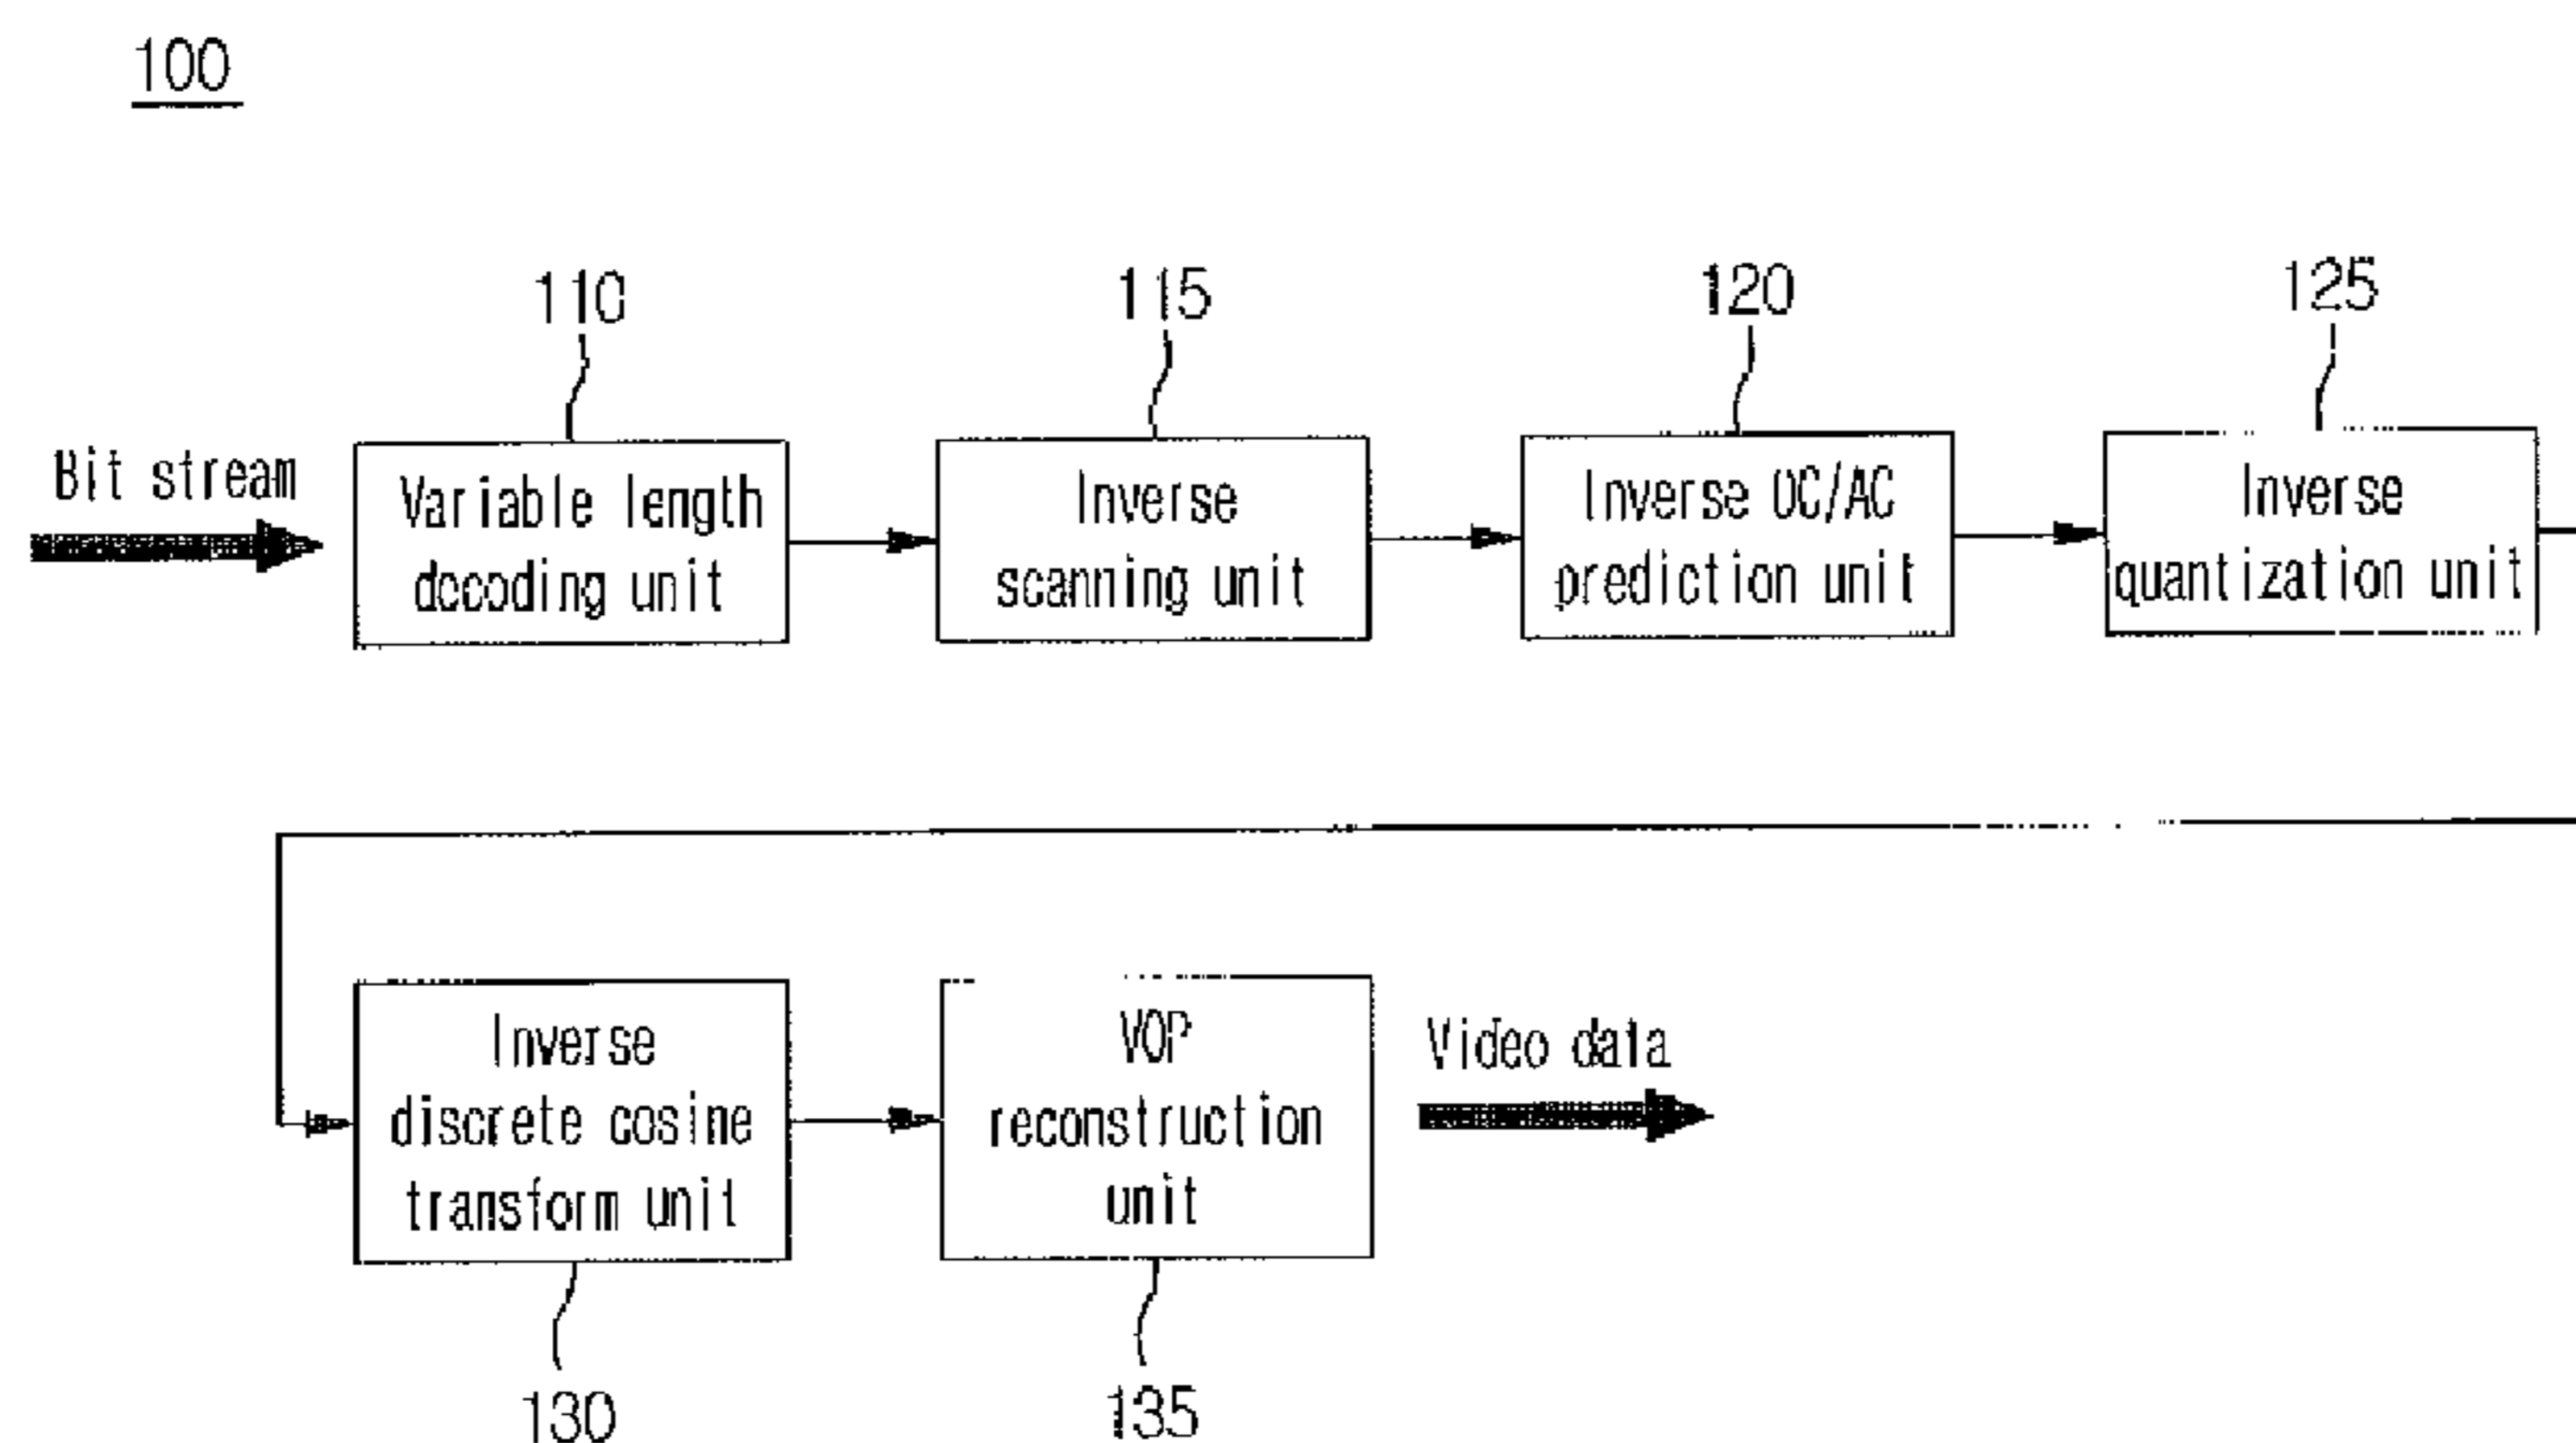 100
110
115
120
125
Bit stream
Variable length
decoding unit
Inverse
scanning unit
Inverse DC/AC
prediction unit
Inverse
quantization unit
Inverse
discrete cosine
transform unit
VOP
reconstruction
unit
Video data
130
135